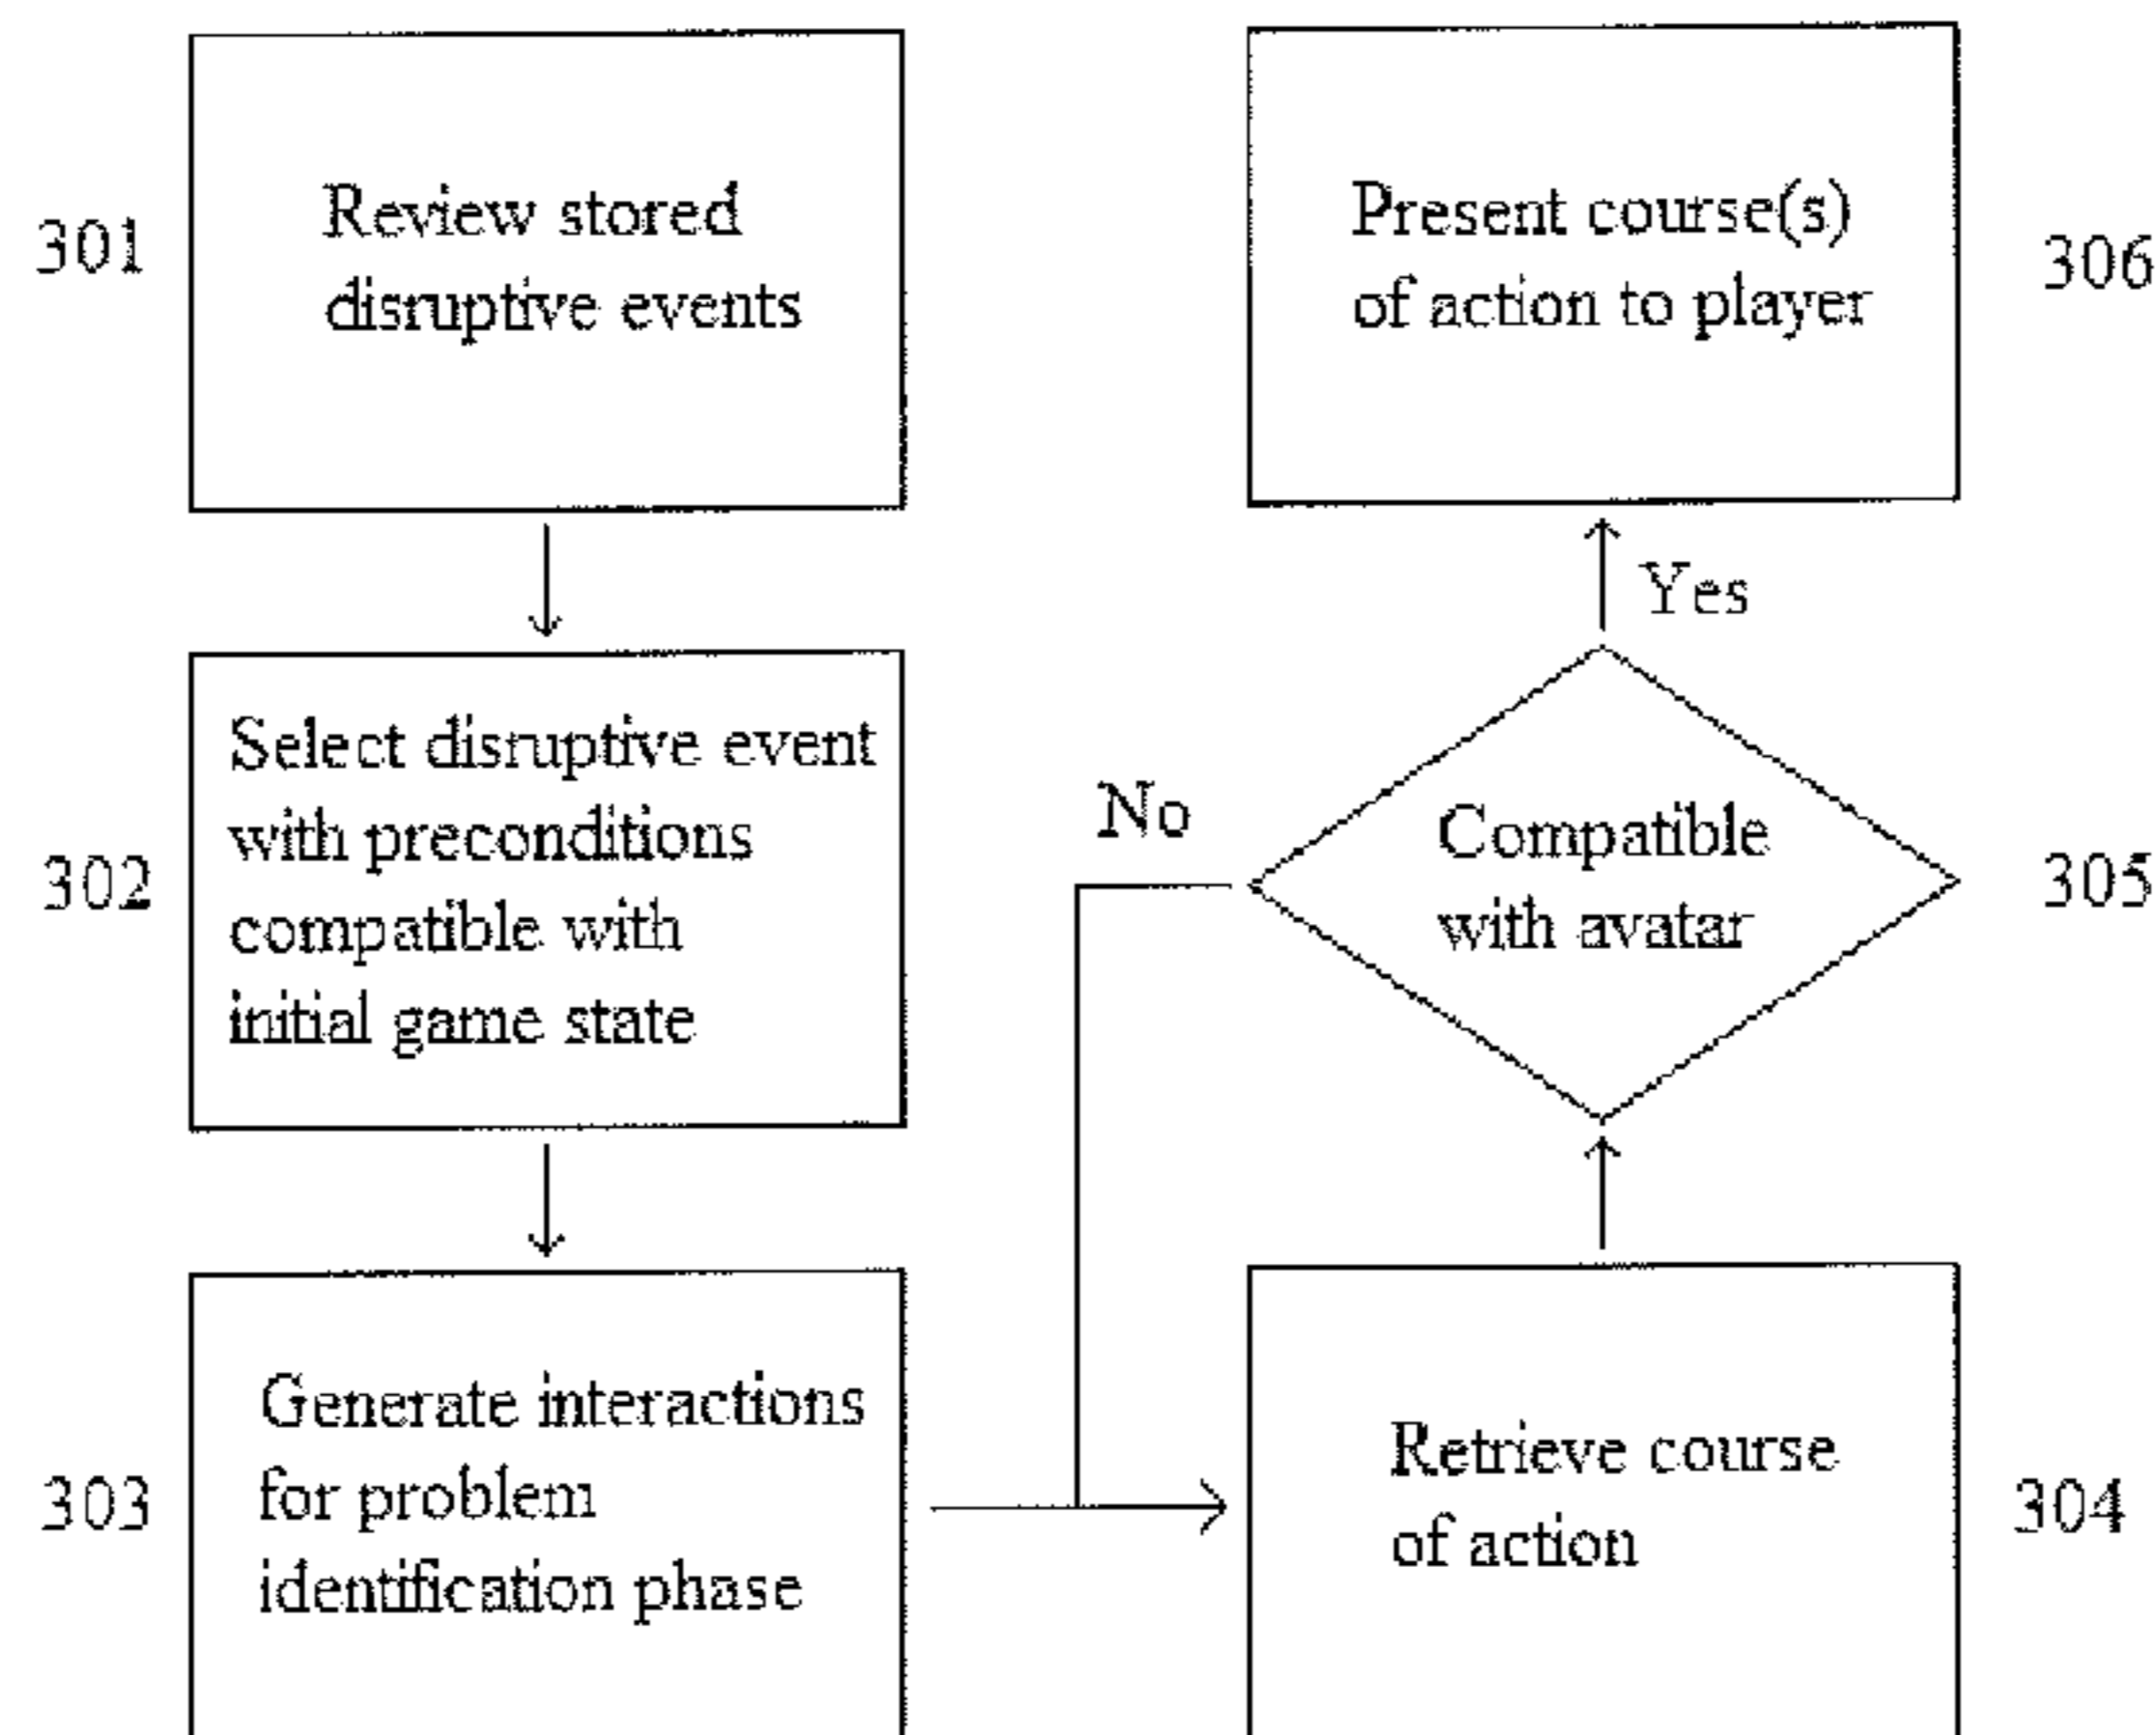 301
Review stored
disruptive events
302
Select disruptive event
with preconditions
compatible with
initial game state
303
Generate interactions
for problem
identification phase
Retrieve course
of action
304
No
Compatible
with avatar
305
Yes
Present course(s)
of action to player
306